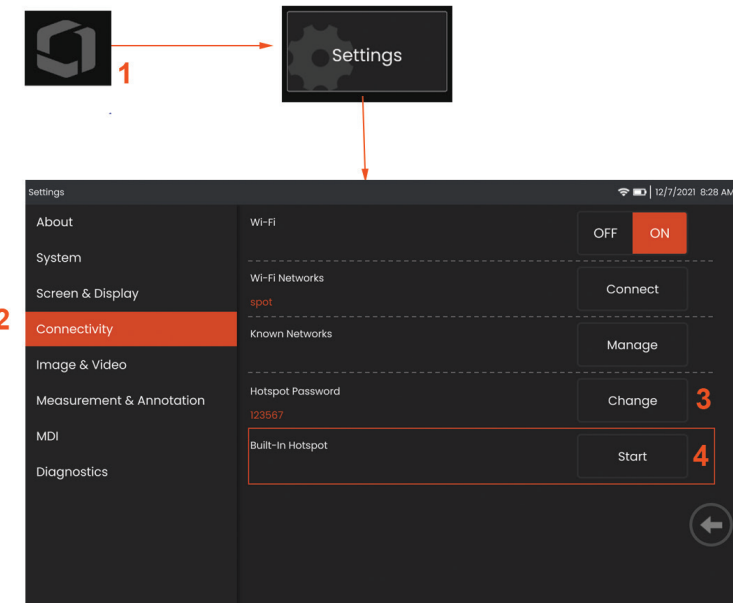 1
Settings
Settings 12/7/2021 8:28 AM
2
About
System
Screen & Display
Connectivity
Image & Video
Measurement & Annotation
MDI
Diagnostics
Wi-Fi
OFF ON
Wi-Fi Networks
spot
Connect
Known Networks
Manage
Hotspot Password
123567
Change 3
Built-In Hotspot
Start 4